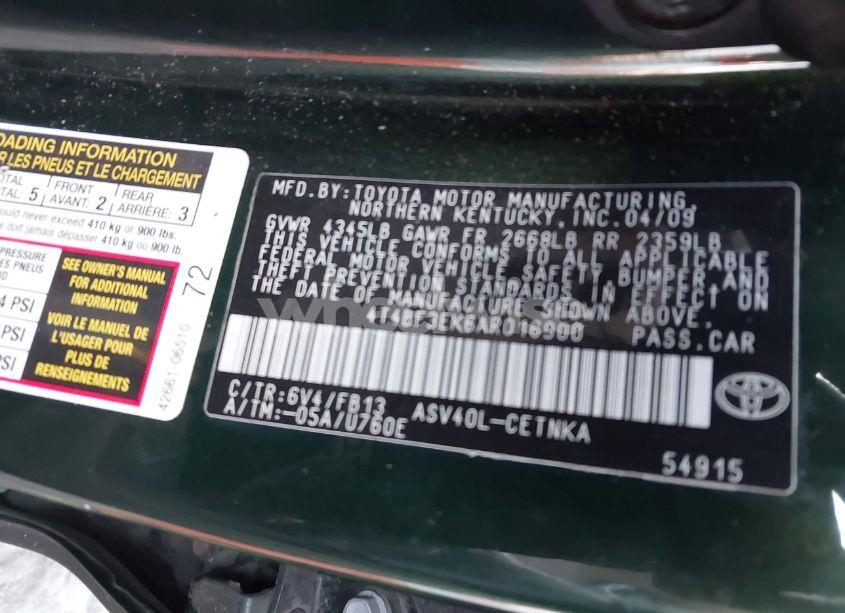 OADING INFORMATION
R LES PNEUS ET LE CHARGEMENT
TAL: 5
FRONT
AVANT: 2
REAR
ARRIÈRE: 3
ould never exceed 410 kg or 900 lbs.
e doit jamais dépasser 410 kg ou 900 lb.
PRESSURE
ES PNEUS
ID
4 PSI
PSI
PSI
SEE OWNER'S MANUAL
FOR ADDITIONAL
INFORMATION
VOIR LE MANUEL DE
L'USAGER POUR
PLUS DE
RENSEIGNEMENTS
72
42661-06510
MFD.BY:TOYOTA MOTOR MANUFACTURING,
NORTHERN KENTUCKY, INC. 04/09
GVWR 4345LB GAWR FR 2668LB RR 2359LB
THIS VEHICLE CONFORMS TO ALL APPLICABLE
FEDERAL MOTOR VEHICLE SAFETY, BUMPER, AND
THEFT PREVENTION STANDARDS IN EFFECT ON
THE DATE OF MANUFACTURE SHOWN ABOVE.
4T4BF3EK6AR016900 PASS.CAR
C/TR:6V4/FB13
A/TM:-05A/U760E
ASV40L-CETNKA
54915